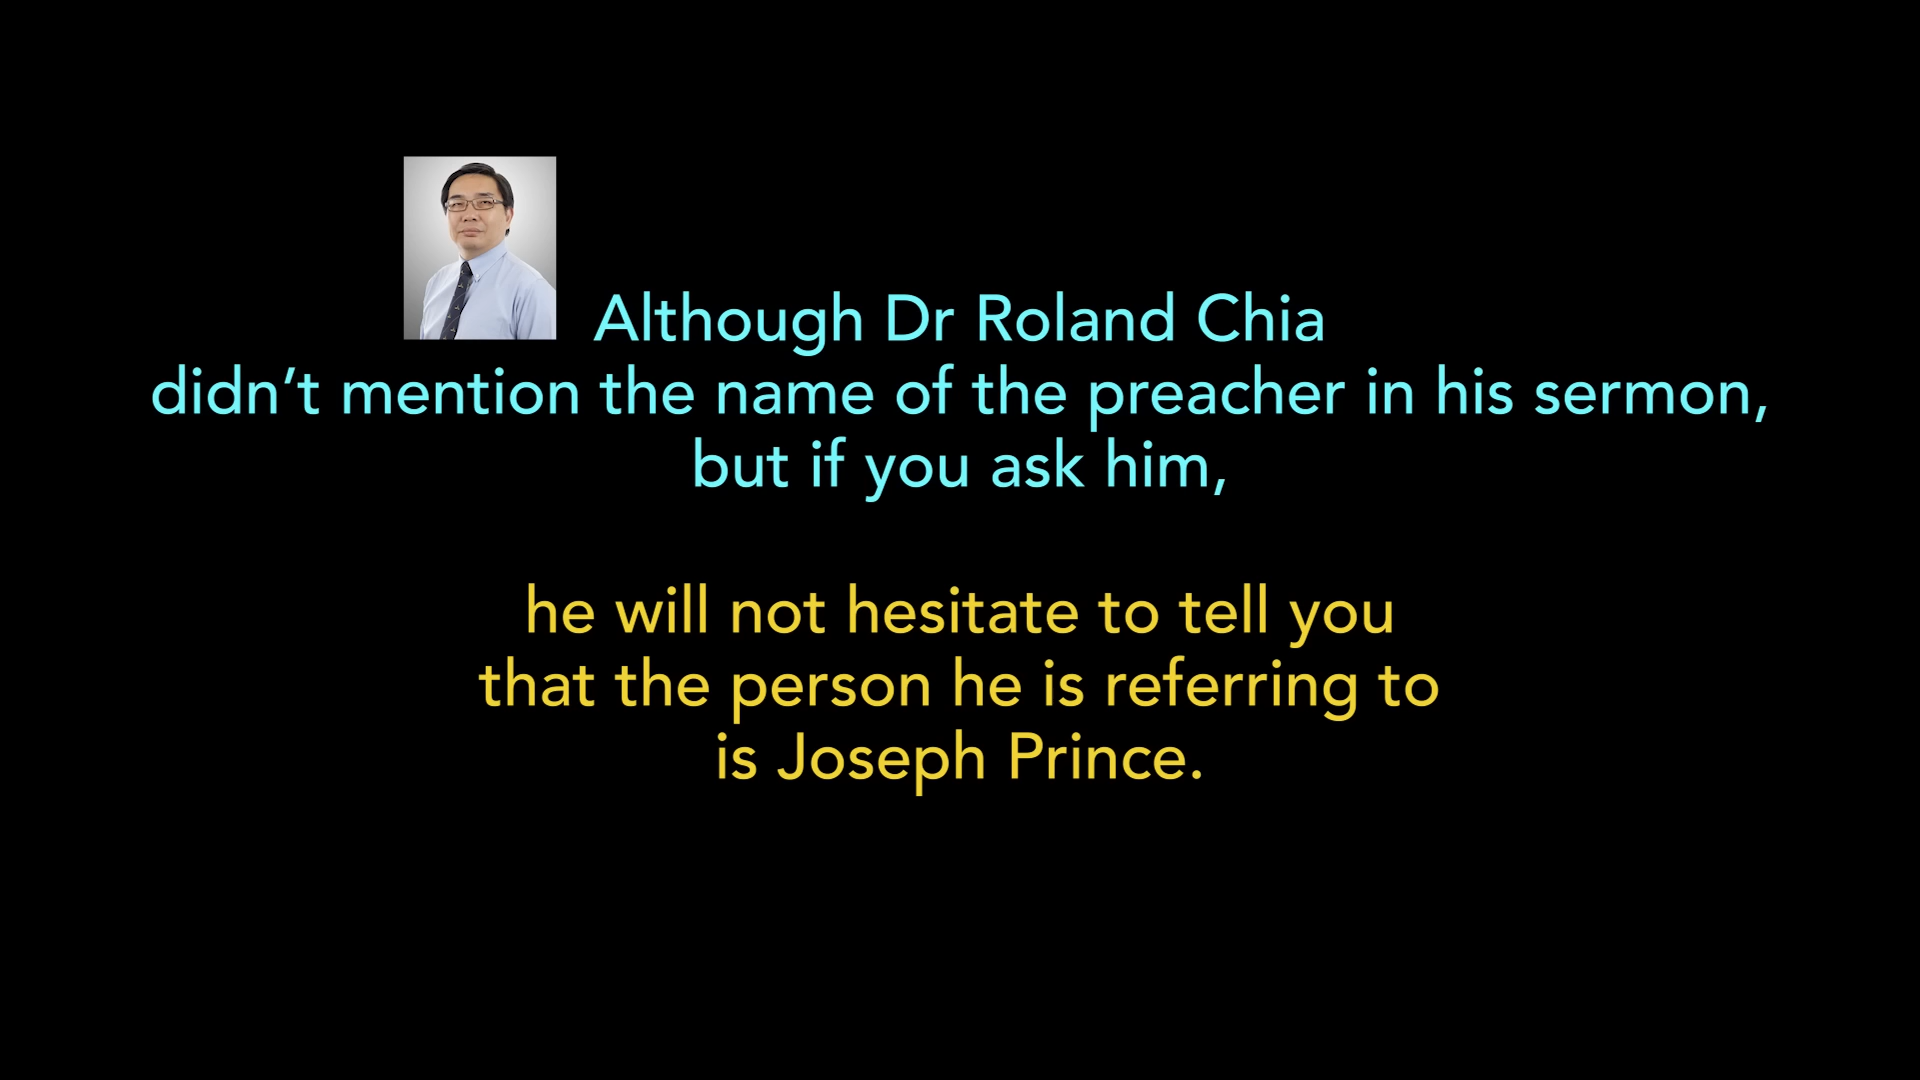 Although Dr Roland Chia
didn’t mention the name of the preacher in his sermon,
but if you ask him,
he will not hesitate to tell you
that the person he is referring to
is Joseph Prince.